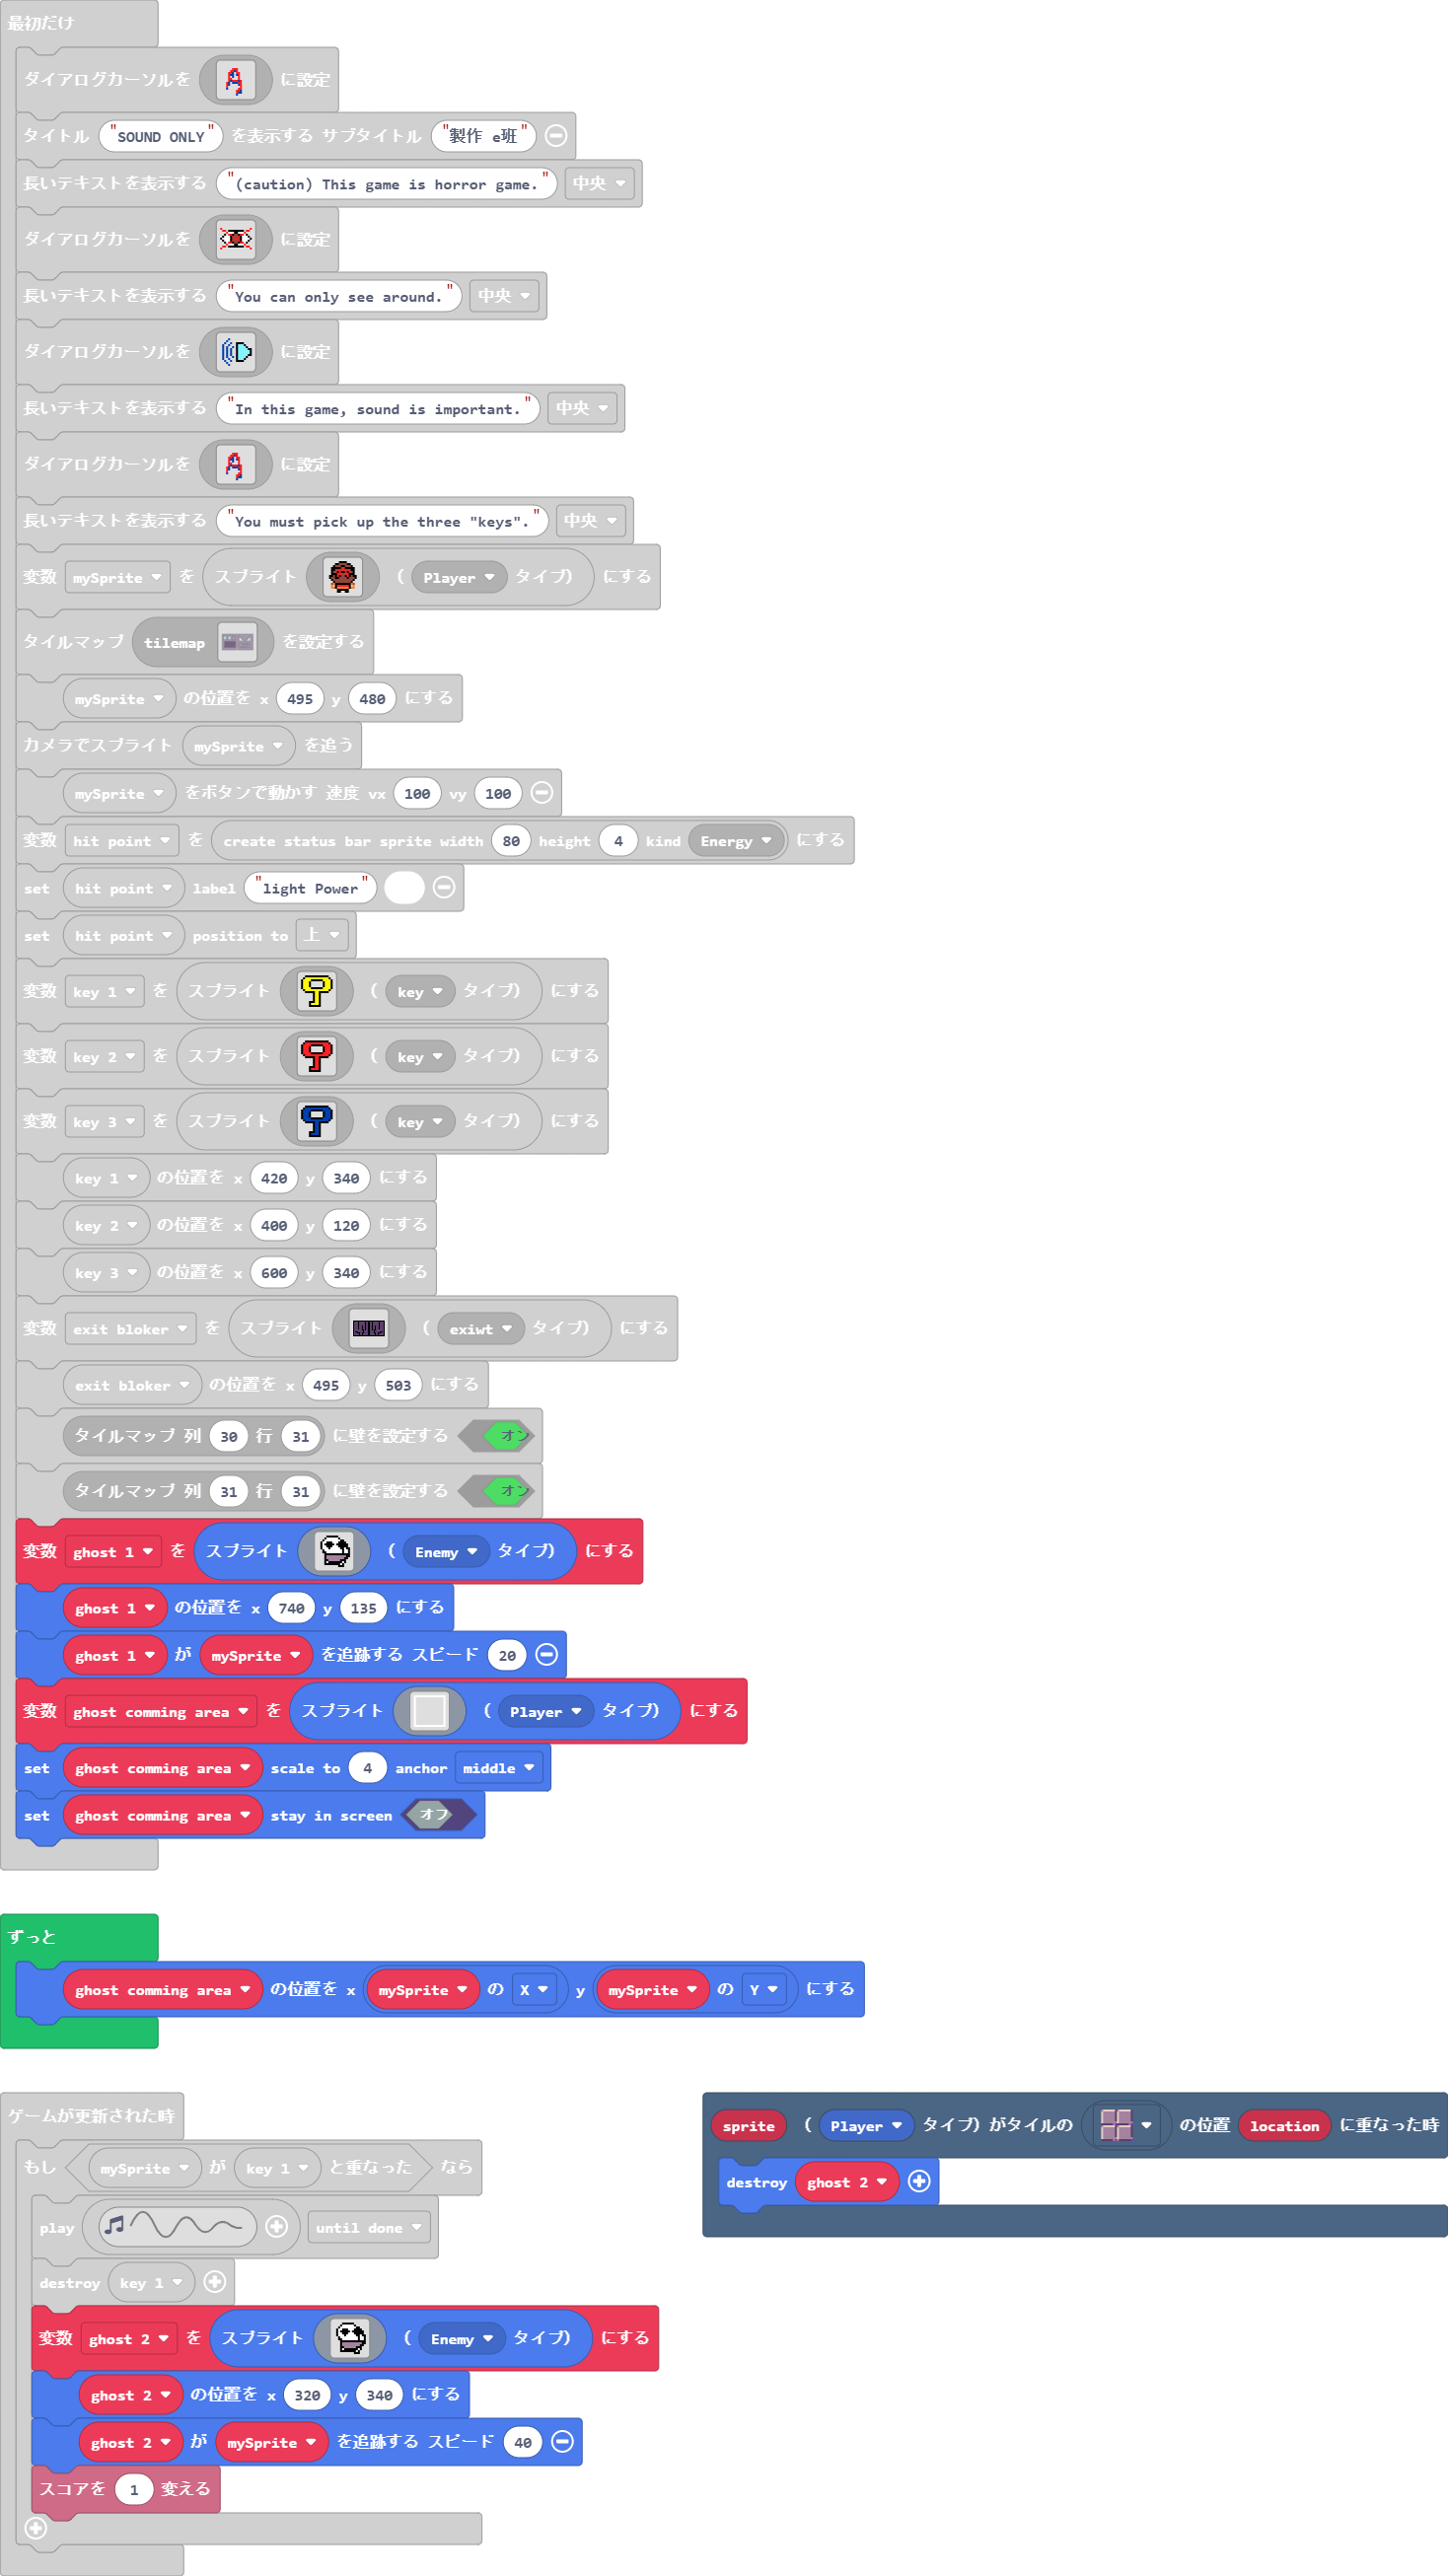 最初だけ
ダイアログカーソルを に設定
タイトル "SOUND ONLY" を表示する サブタイトル "製作 e班"
長いテキストを表示する "(caution) This game is horror game." 中央
ダイアログカーソルを に設定
長いテキストを表示する "You can only see around." 中央
ダイアログカーソルを に設定
長いテキストを表示する "In this game, sound is important." 中央
ダイアログカーソルを に設定
長いテキストを表示する "You must pick up the three "keys"." 中央
変数 mySprite を スプライト ( Player タイプ) にする
タイルマップ tilemap を設定する
mySprite の位置を x 495 y 480 にする
カメラでスプライト mySprite を追う
mySprite をボタンで動かす 速度 vx 100 vy 100
変数 hit point を create status bar sprite width 80 height 4 kind Energy にする
set hit point label "light Power"
set hit point position to 上
変数 key 1 を スプライト ( key タイプ) にする
変数 key 2 を スプライト ( key タイプ) にする
変数 key 3 を スプライト ( key タイプ) にする
key 1 の位置を x 420 y 340 にする
key 2 の位置を x 400 y 120 にする
key 3 の位置を x 600 y 340 にする
変数 exit bloker を スプライト ( exiwt タイプ) にする
exit bloker の位置を x 495 y 503 にする
タイルマップ 列 30 行 31 に壁を設定する オン
タイルマップ 列 31 行 31 に壁を設定する オン
変数 ghost 1 を スプライト ( Enemy タイプ) にする
ghost 1 の位置を x 740 y 135 にする
ghost 1 が mySprite を追跡する スピード 20
変数 ghost comming area を スプライト ( Player タイプ) にする
set ghost comming area scale to 4 anchor middle
set ghost comming area stay in screen オフ
ずっと
ghost comming area の位置を x mySprite の X y mySprite の Y にする
ゲームが更新された時
もし mySprite が key 1 と重なった なら
play until done
destroy key 1
変数 ghost 2 を スプライト ( Enemy タイプ) にする
ghost 2 の位置を x 320 y 340 にする
ghost 2 が mySprite を追跡する スピード 40
スコアを 1 変える
sprite ( Player タイプ) がタイルの の位置 location に重なった時
destroy ghost 2